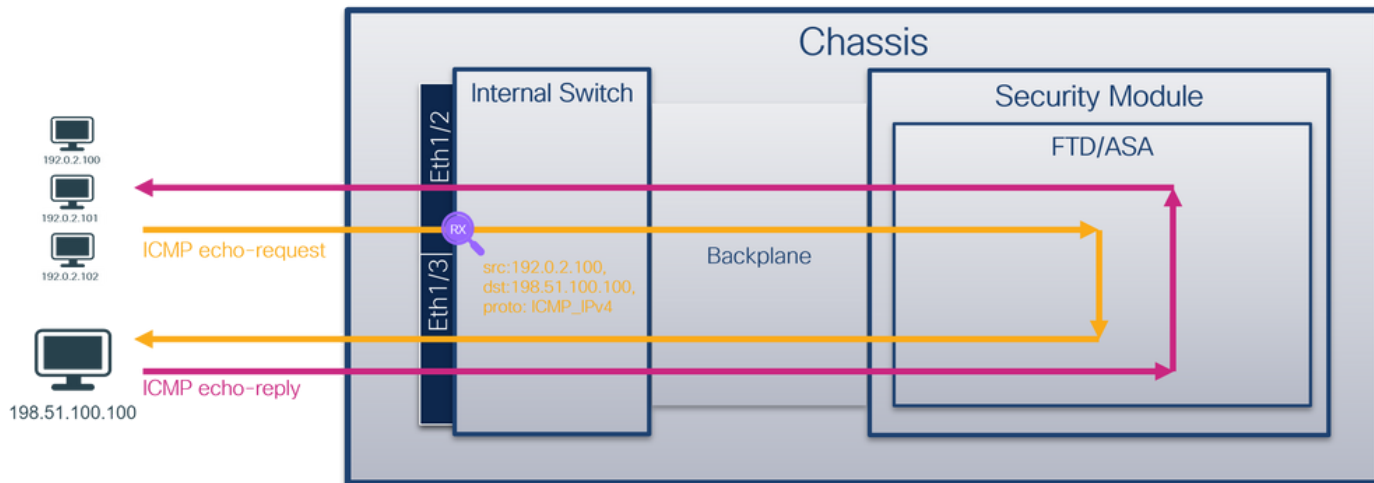 Chassis
Internal Switch
Security Module
FTD/ASA
Eth1/2
192.0.2.100
192.0.2.101
ICMP echo-request
RX
192.0.2.102
Backplane
src:192.0.2.100,
dst:198.51.100.100,
proto: ICMP_IPv4
Eth1/3
ICMP echo-reply
198.51.100.100